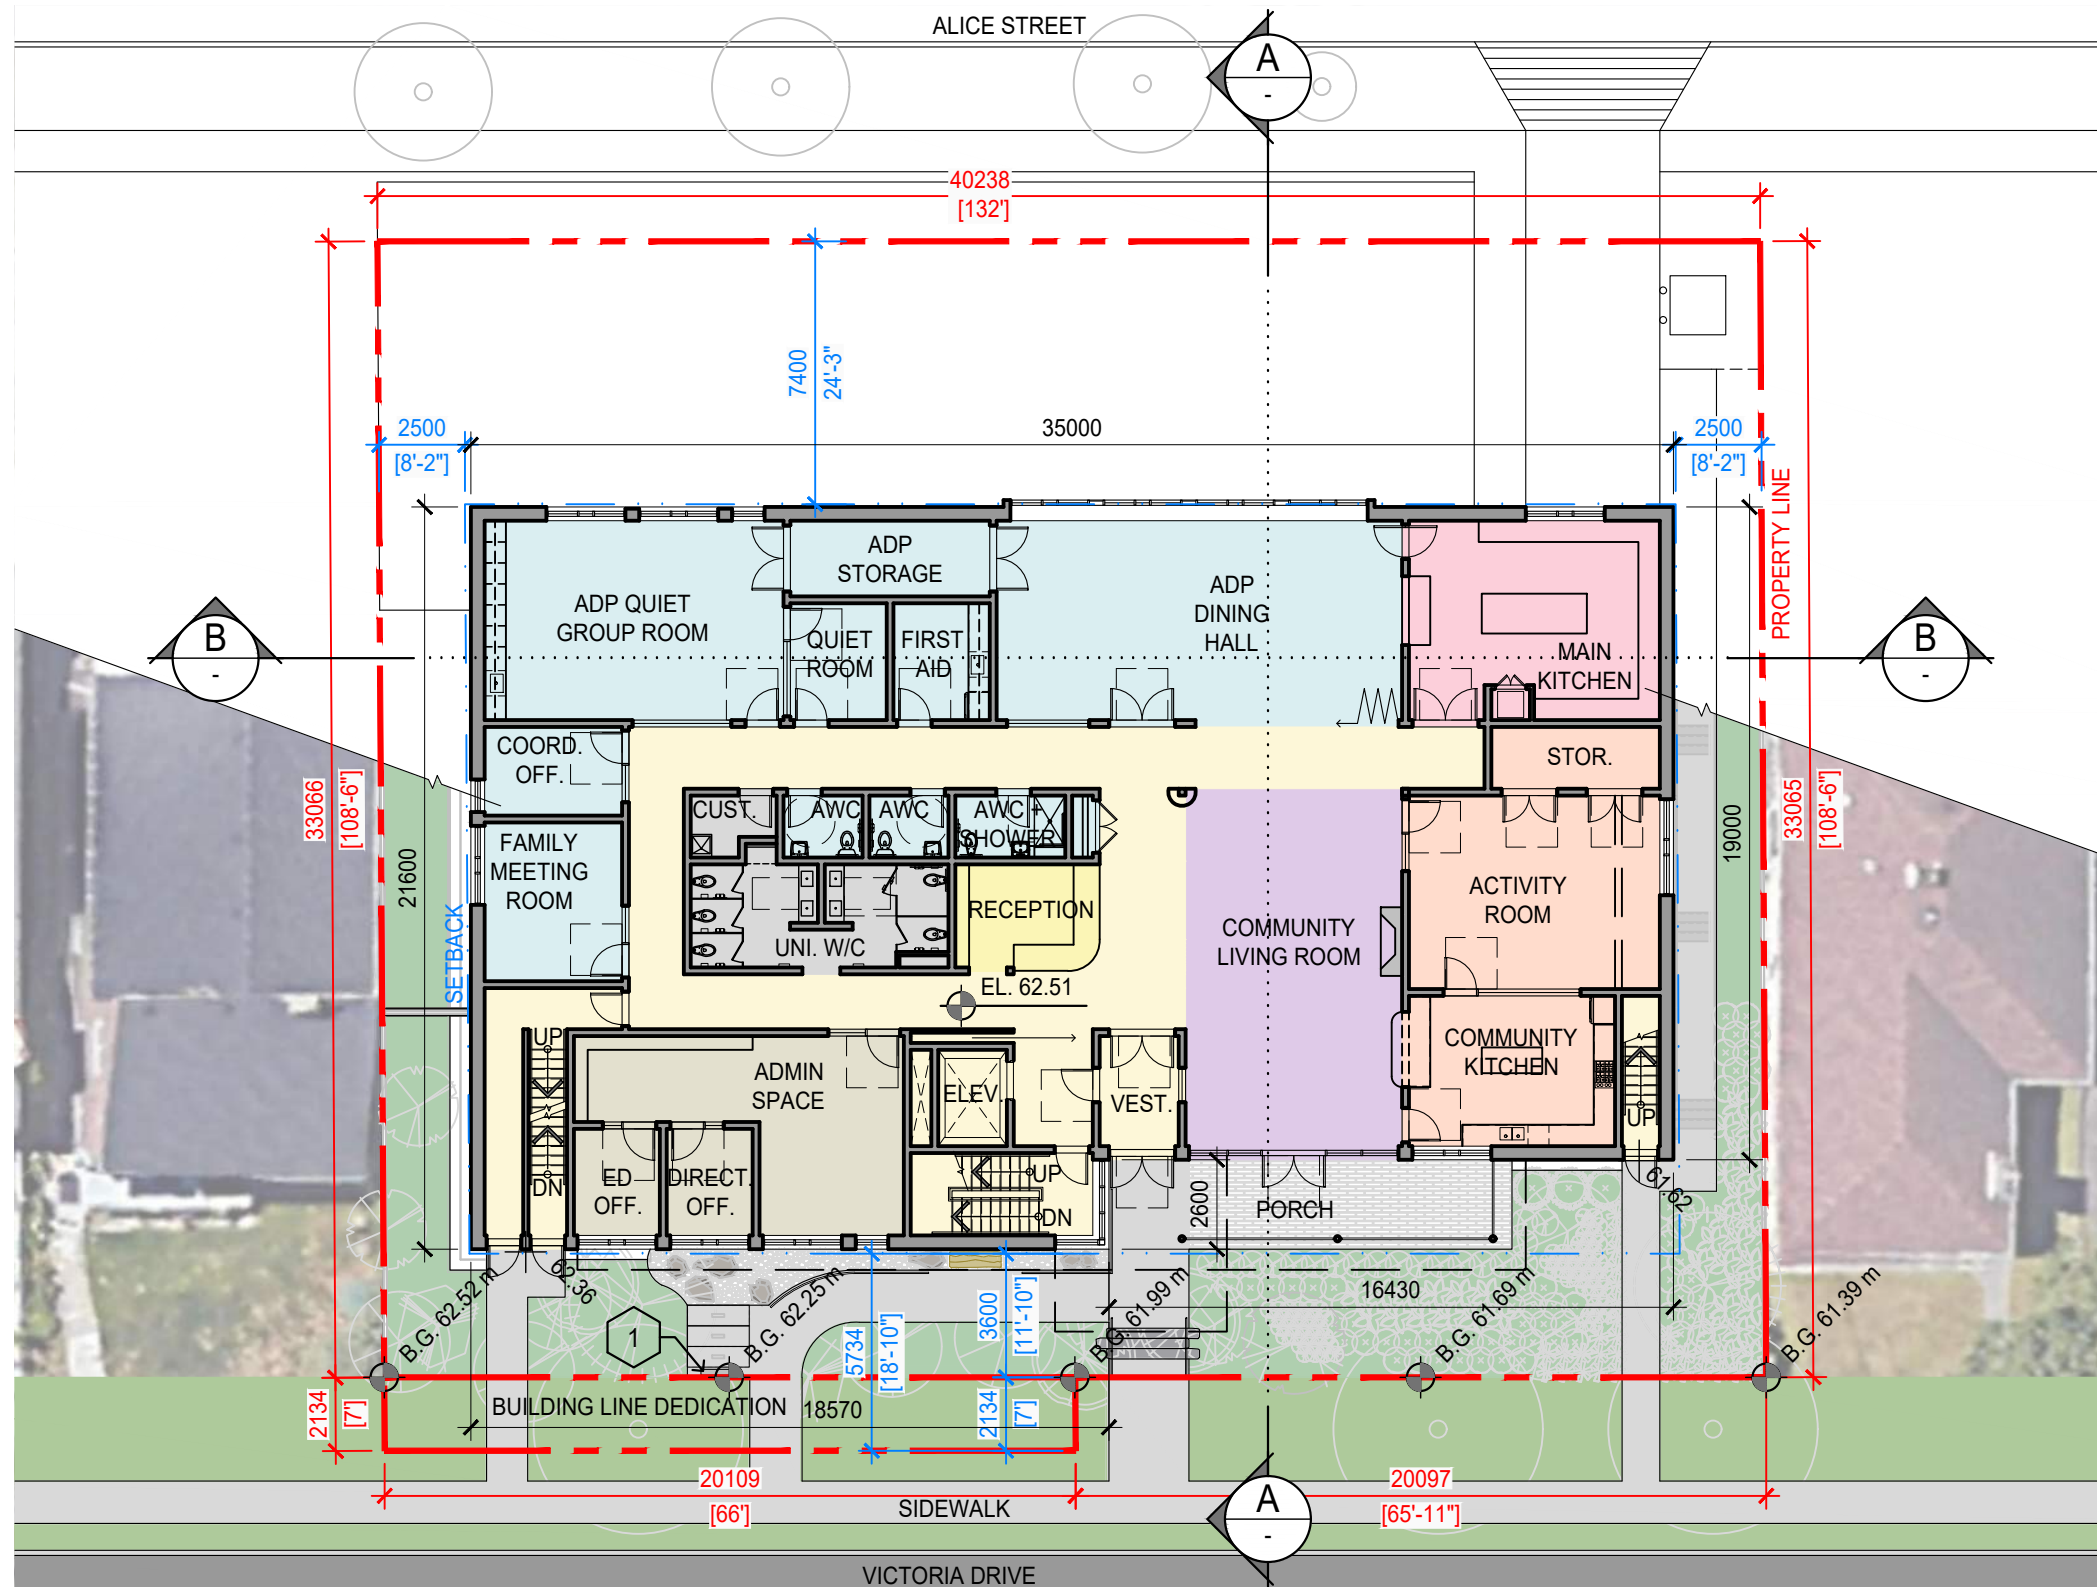 ALICE STREET
A
-
40238
[132']
7400
24'-3"
2500
[8'-2"]
35000
2500
[8'-2"]
PROPERTY LINE
ADP
STORAGE
ADP QUIET
GROUP ROOM
QUIET
ROOM
FIRST
AID
ADP
DINING
HALL
MAIN
KITCHEN
B
-
B
-
COORD.
OFF.
STOR.
33066
[108'-6"]
21600
SETBACK
FAMILY
MEETING
ROOM
CUST.
AWC
AWC
AWC +
SHOWER
RECEPTION
UNI. W/C
COMMUNITY
LIVING ROOM
ACTIVITY
ROOM
19000
33065
[108'-6"]
EL. 62.51
UP
DN
ADMIN
SPACE
ELEV.
VEST.
COMMUNITY
KITCHEN
UP
ED
OFF.
DIRECT.
OFF.
UP
DN
2600
PORCH
61.62
B.G. 62.52 m
62.36
1
B.G. 62.25 m
5734
[18'-10"]
3600
[11'-10"]
B.G. 61.99 m
16430
B.G. 61.69 m
B.G. 61.39 m
2134
[7']
BUILDING LINE DEDICATION
18570
2134
[7']
20109
[66']
SIDEWALK
A
-
20097
[65'-11"]
VICTORIA DRIVE